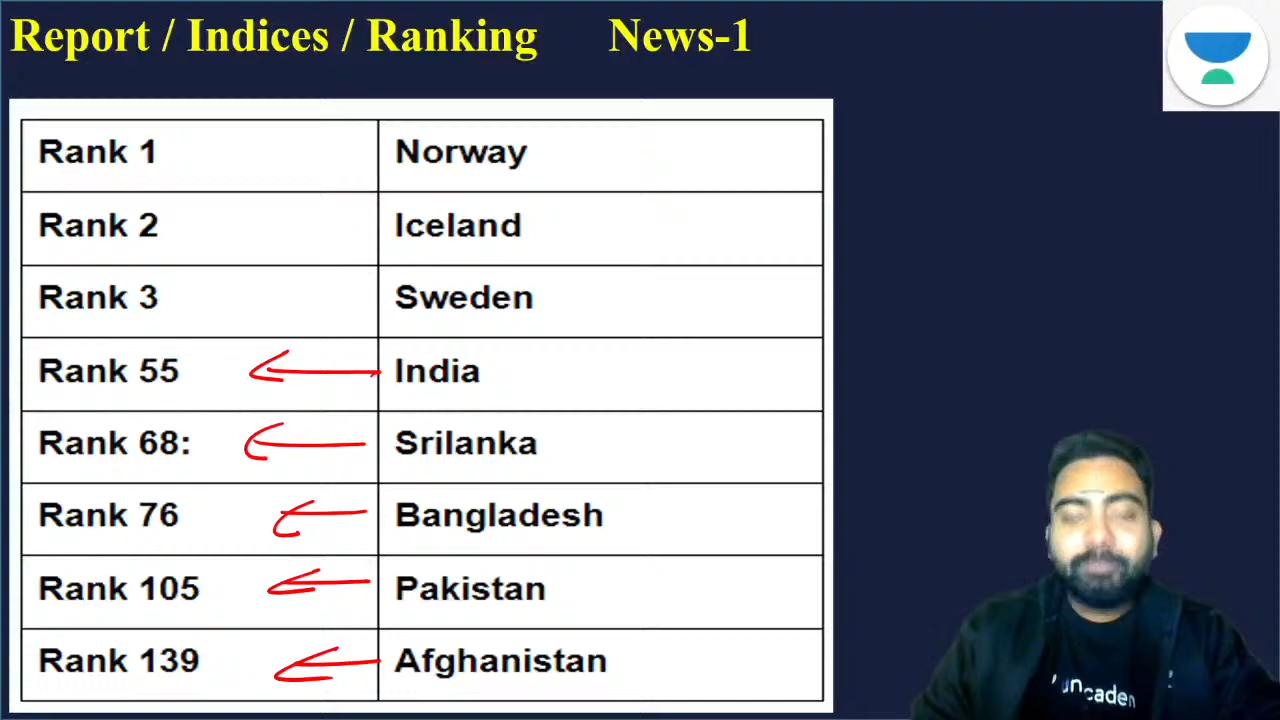 Report / Indices / Ranking News-1
Rank 1 Norway
Rank 2 Iceland
Rank 3 Sweden
Rank 55 India
Rank 68: Srilanka
Rank 76 Bangladesh
Rank 105 Pakistan
Rank 139 Afghanistan